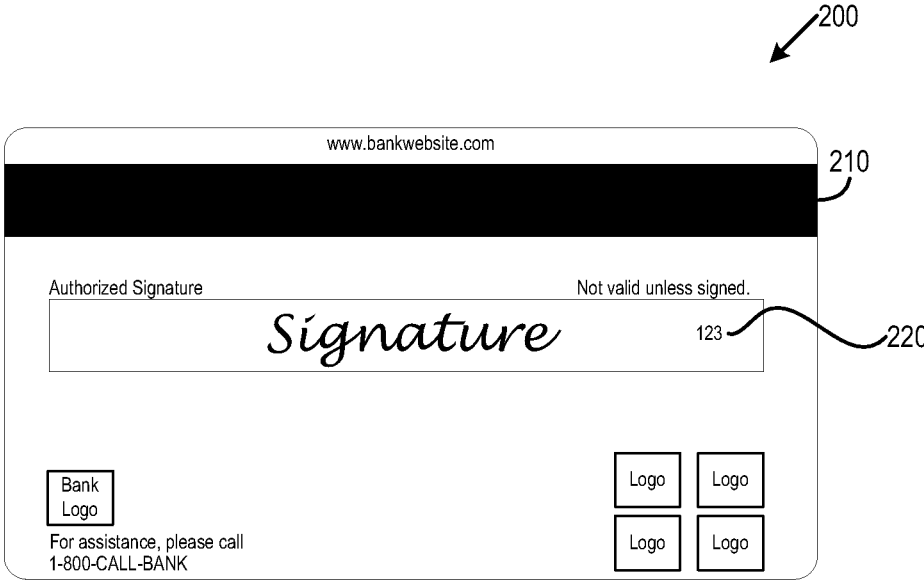 200
www.bankwebsite.com
210
Authorized Signature Not valid unless signed.
Signature 123
220
Bank
Logo
Logo Logo
For assistance, please call
1-800-CALL-BANK
Logo Logo